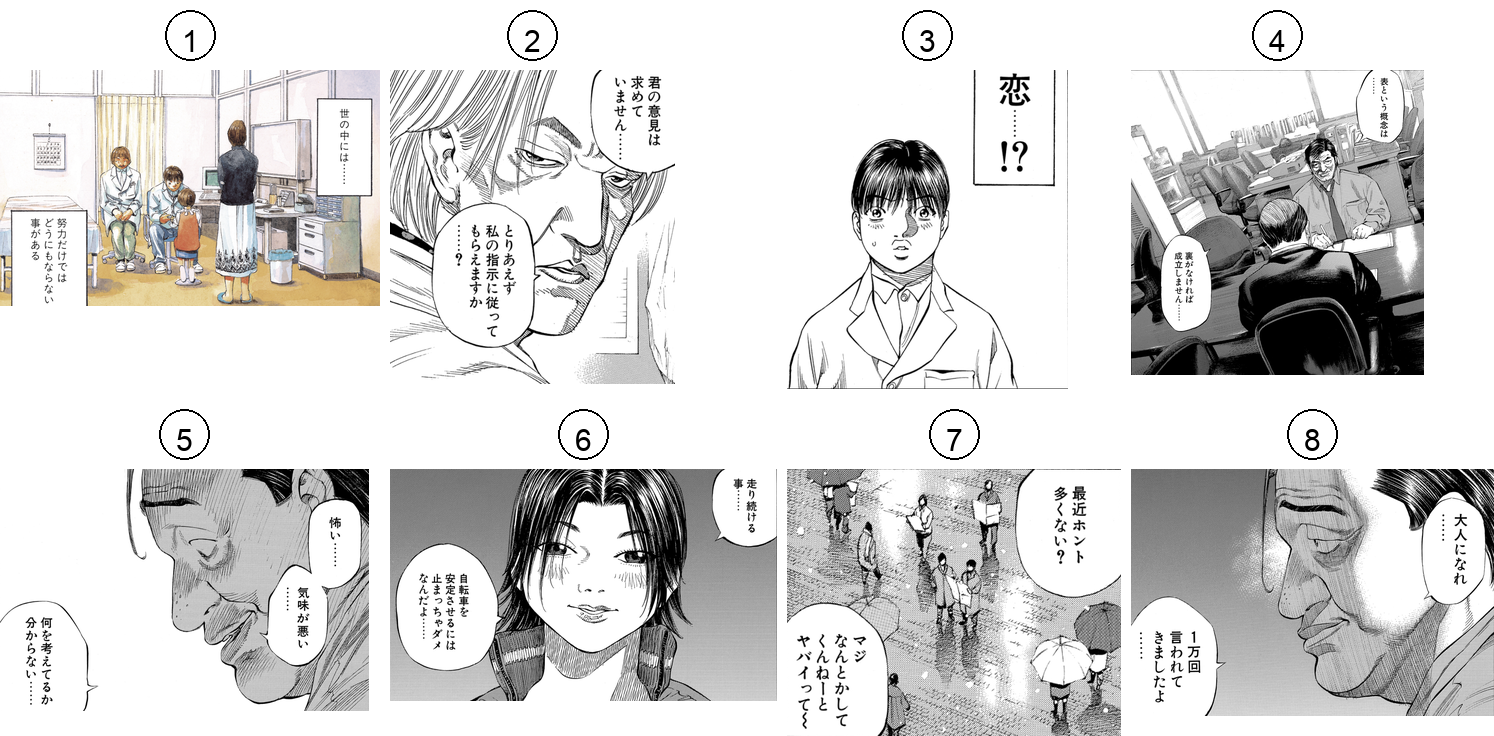 ①
世の中には……
努力だけでは
どうにもならない
事がある
②
君の意見は
求めて
いません……
とりあえず
私の指示に従って
もらえますか
……？
③
恋……!?
④
表という概念は
……
裏がなければ
成立しません……
⑤
怖い……
気味が悪い
……
何を考えてるか
分からない……
⑥
走り続ける
事……
自転車を
安定させるには
止まっちゃダメ
なんだよ……
⑦
最近ホント
多くない？
マジ
なんとかして
くんねーと
ヤバイって〜
⑧
大人になれ
……
1万回
言われて
きましたよ
……